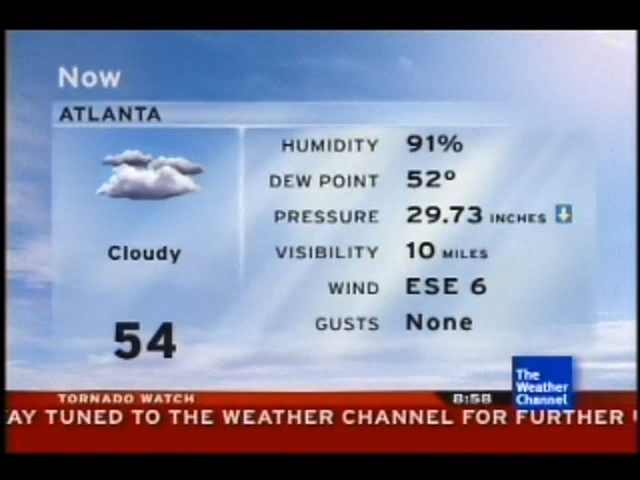 Now
ATLANTA
HUMIDITY 91%
DEW POINT 52°
PRESSURE 29.73 INCHES
Cloudy
VISIBILITY 10 MILES
WIND ESE 6
GUSTS None
54
The
Weather
Channel
TORNADO WATCH 8:58
AY TUNED TO THE WEATHER CHANNEL FOR FURTHER